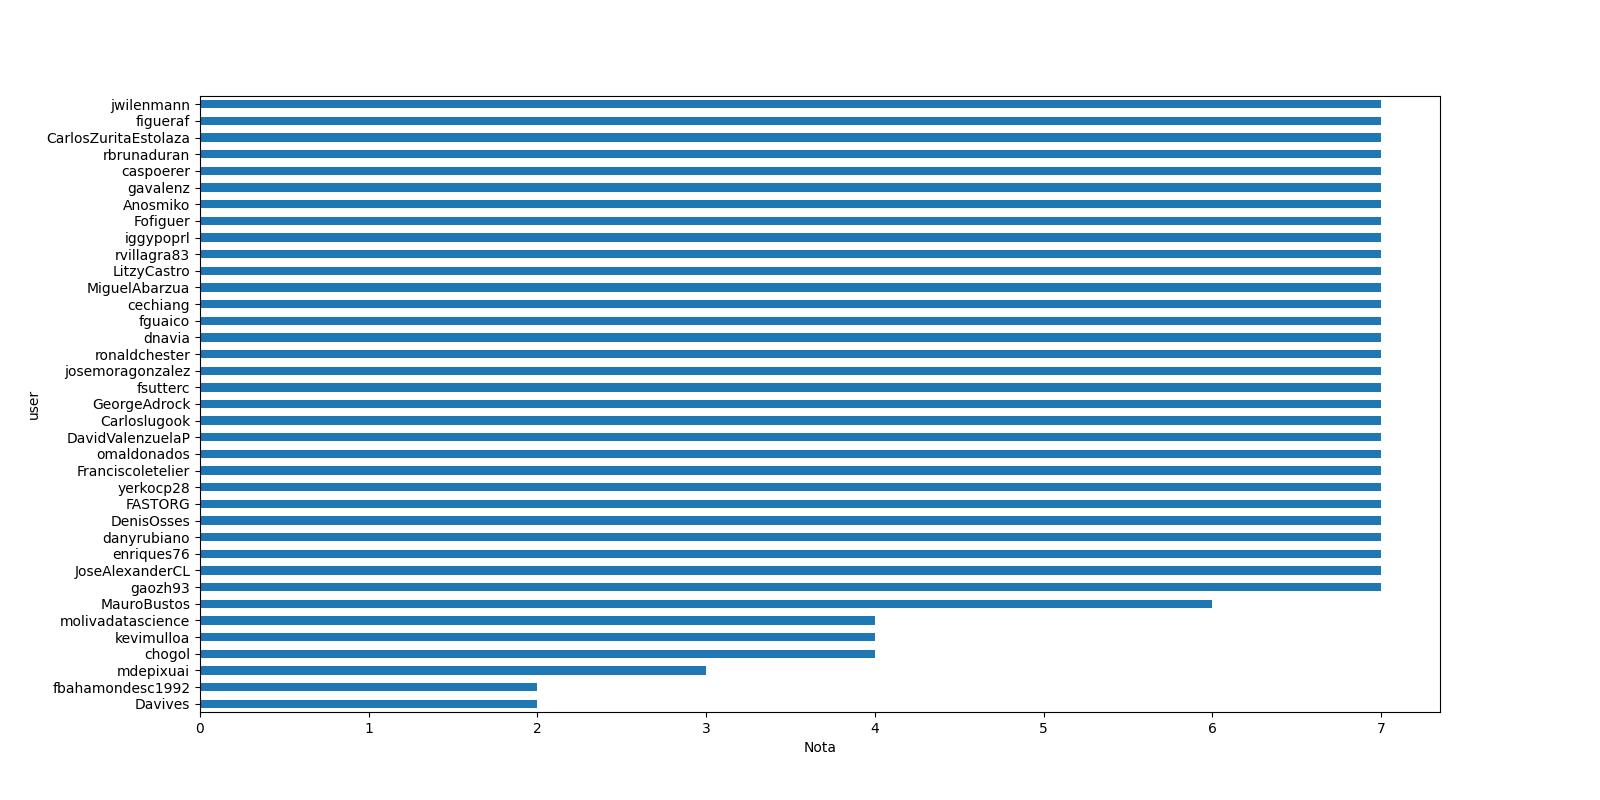 jwilenmann
figueraf
CarlosZuritaEstolaza
rbrunaduran
caspoerer
gavalenz
Anosmiko
Fofiguer
iggypoprl
rvillagra83
LitzyCastro
MiguelAbarzua
cechiang
fguaico
dnavia
ronaldchester
josemoragonzalez
fsutterc
GeorgeAdrock
Carloslugook
DavidValenzuelaP
omaldonados
Franciscoletelier
yerkocp28
FASTORG
DenisOsses
danyrubiano
enriques76
JoseAlexanderCL
gaozh93
MauroBustos
molivadatascience
kevimulloa
chogol
mdepixuai
fbahamondesc1992
Davives
user
0 1 2 3 4 5 6 7
Nota